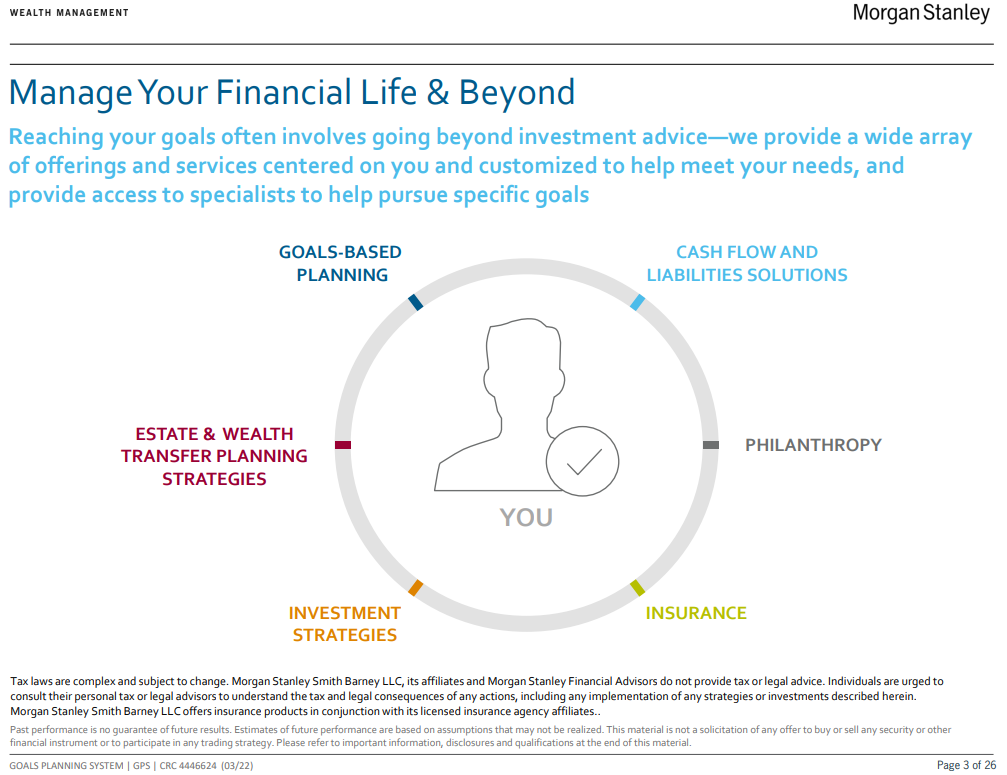 WEALTH MANAGEMENT
Morgan Stanley
Manage Your Financial Life & Beyond
Reaching your goals often involves going beyond investment advice—we provide a wide array
of offerings and services centered on you and customized to help meet your needs, and
provide access to specialists to help pursue specific goals
GOALS-BASED
PLANNING
CASH FLOW AND
LIABILITIES SOLUTIONS
ESTATE & WEALTH
TRANSFER PLANNING
STRATEGIES
PHILANTHROPY
YOU
INVESTMENT
STRATEGIES
INSURANCE
Tax laws are complex and subject to change. Morgan Stanley Smith Barney LLC, its affiliates and Morgan Stanley Financial Advisors do not provide tax or legal advice. Individuals are urged to
consult their personal tax or legal advisors to understand the tax and legal consequences of any actions, including any implementation of any strategies or investments described herein.
Morgan Stanley Smith Barney LLC offers insurance products in conjunction with its licensed insurance agency affiliates..
Past performance is no guarantee of future results. Estimates of future performance are based on assumptions that may not be realized. This material is not a solicitation of any offer to buy or sell any security or other
financial instrument or to participate in any trading strategy. Please refer to important information, disclosures and qualifications at the end of this material.
GOALS PLANNING SYSTEM | GPS | CRC 4446624 (03/22)
Page 3 of 26